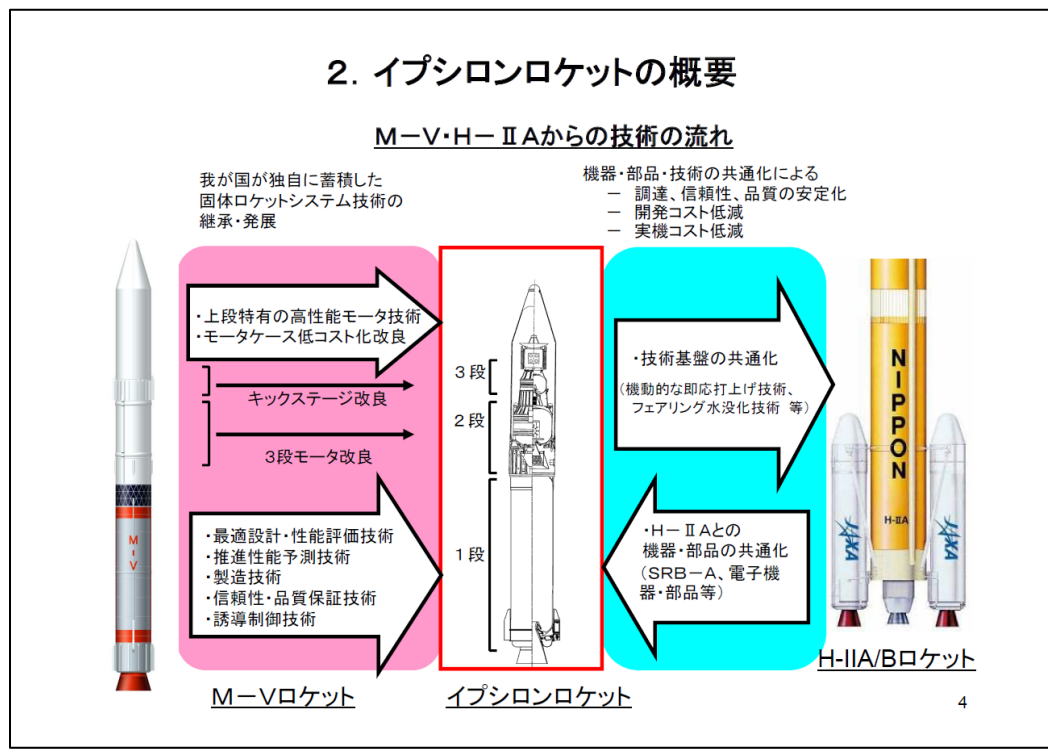 ２．イプシロンロケットの概要
Ｍ－Ｖ・Ｈ－ⅡＡからの技術の流れ
我が国が独自に蓄積した
固体ロケットシステム技術の
継承・発展
機器・部品・技術の共通化による
－ 調達、信頼性、品質の安定化
－ 開発コスト低減
－ 実機コスト低減
・上段特有の高性能モータ技術
・モータケース低コスト化改良
キックステージ改良
３段モータ改良
・最適設計・性能評価技術
・推進性能予測技術
・製造技術
・信頼性・品質保証技術
・誘導制御技術
３段
２段
１段
・技術基盤の共通化
（機動的な即応打上げ技術、
フェアリング水没化技術 等）
・Ｈ－ⅡＡとの
機器・部品の共通化
（ＳＲＢ－Ａ、電子機
器・部品等）
M-V
NIPPON
H-IIA
JAXA
JAXA
Ｍ－Ｖロケット
イプシロンロケット
H-IIA/Bロケット
4